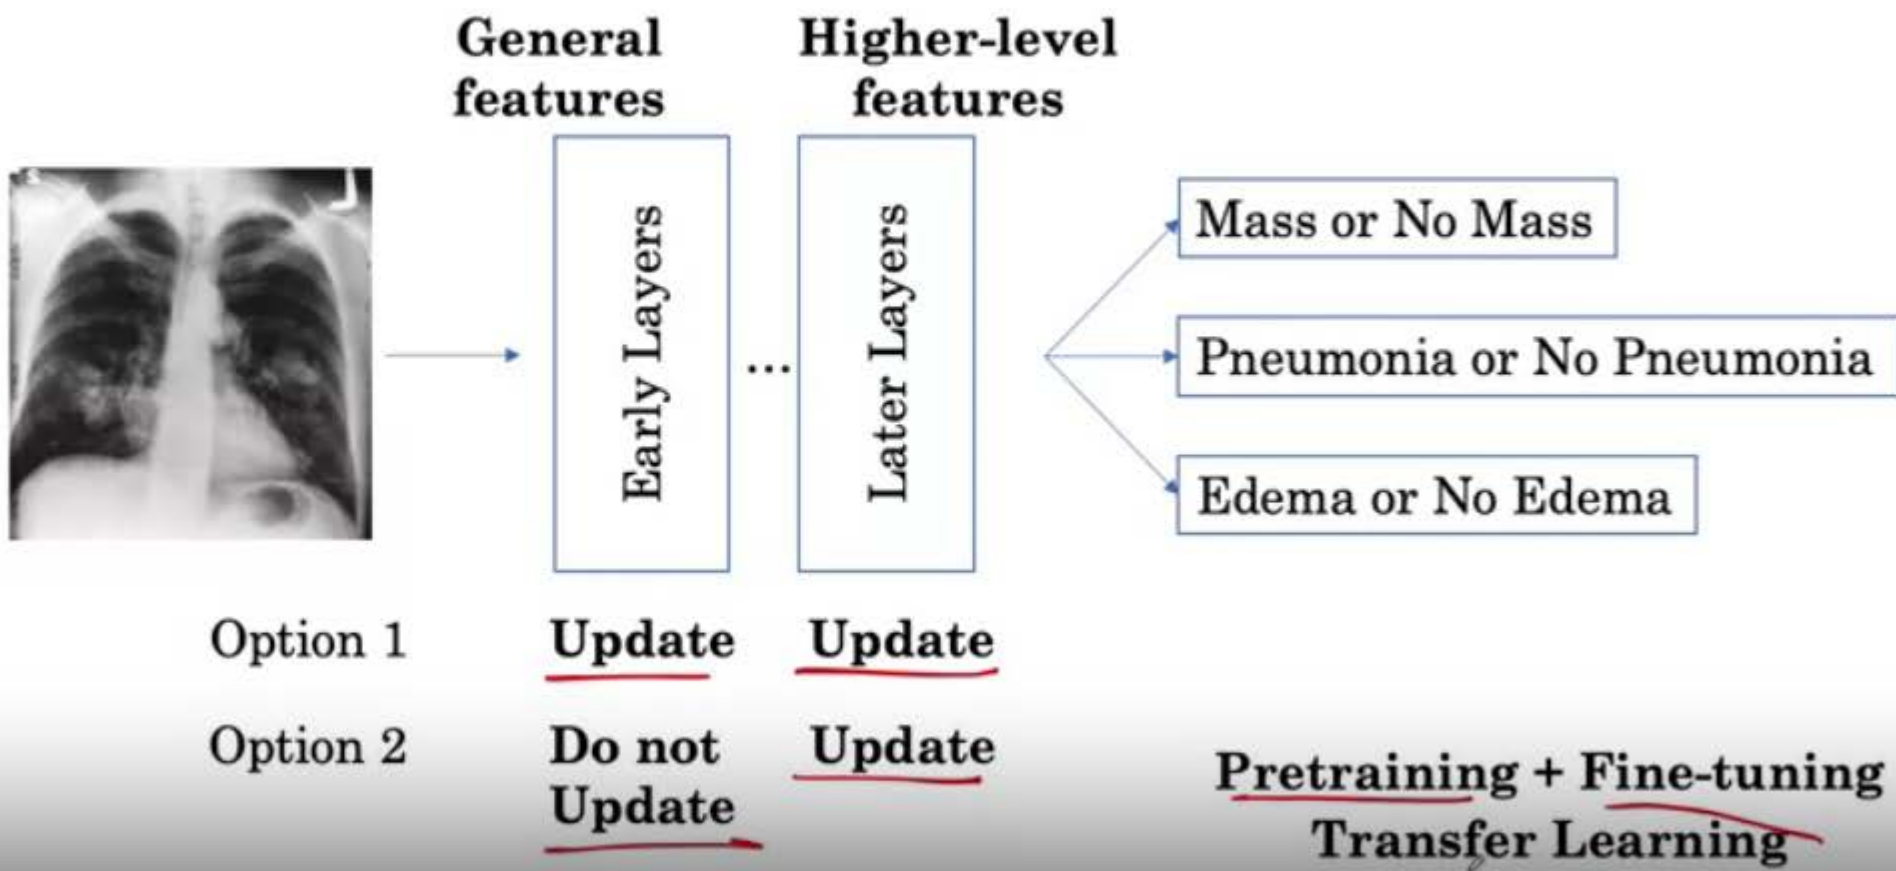 General
features
Higher-level
features
Early Layers
...
Later Layers
Mass or No Mass
Pneumonia or No Pneumonia
Edema or No Edema
Option 1
Update
Update
Option 2
Do not
Update
Update
Pretraining + Fine-tuning
Transfer Learning